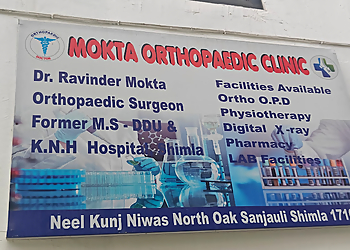 MOKTA ORTHOPAEDIC CLINIC
Dr. Ravinder Mokta
Orthopaedic Surgeon
Former M.S - DDU &
K.N.H Hospital Shimla
Facilities Available
Ortho O.P.D
Physiotherapy
Digital X-ray
Pharmacy
LAB Facilities
Neel Kunj Niwas North Oak Sanjauli Shimla 1710